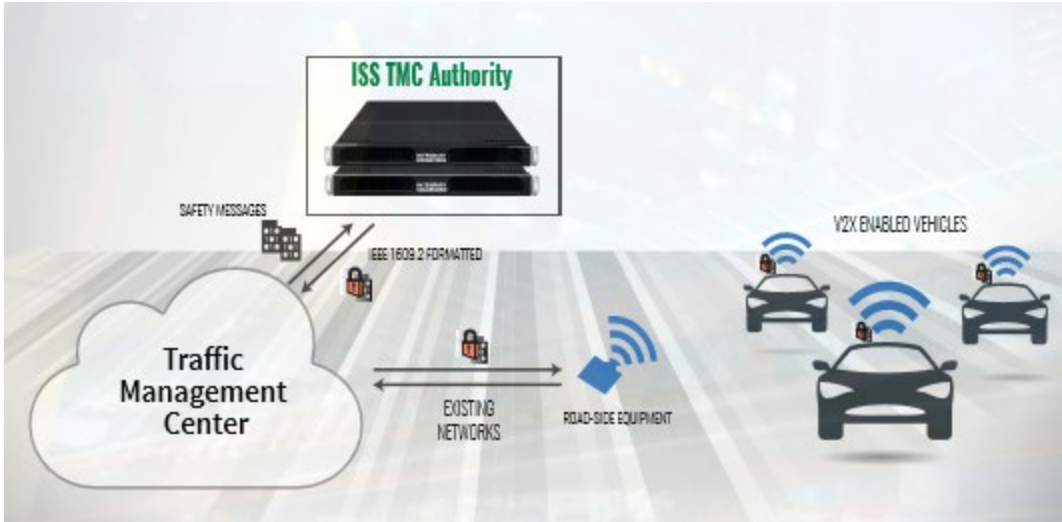 ISS TMC Authority
SAFETY MESSAGES
IEEE 1609.2 FORMATTED
V2X ENABLED VEHICLES
Traffic
Management
Center
EXISTING
NETWORKS
ROAD-SIDE EQUIPMENT